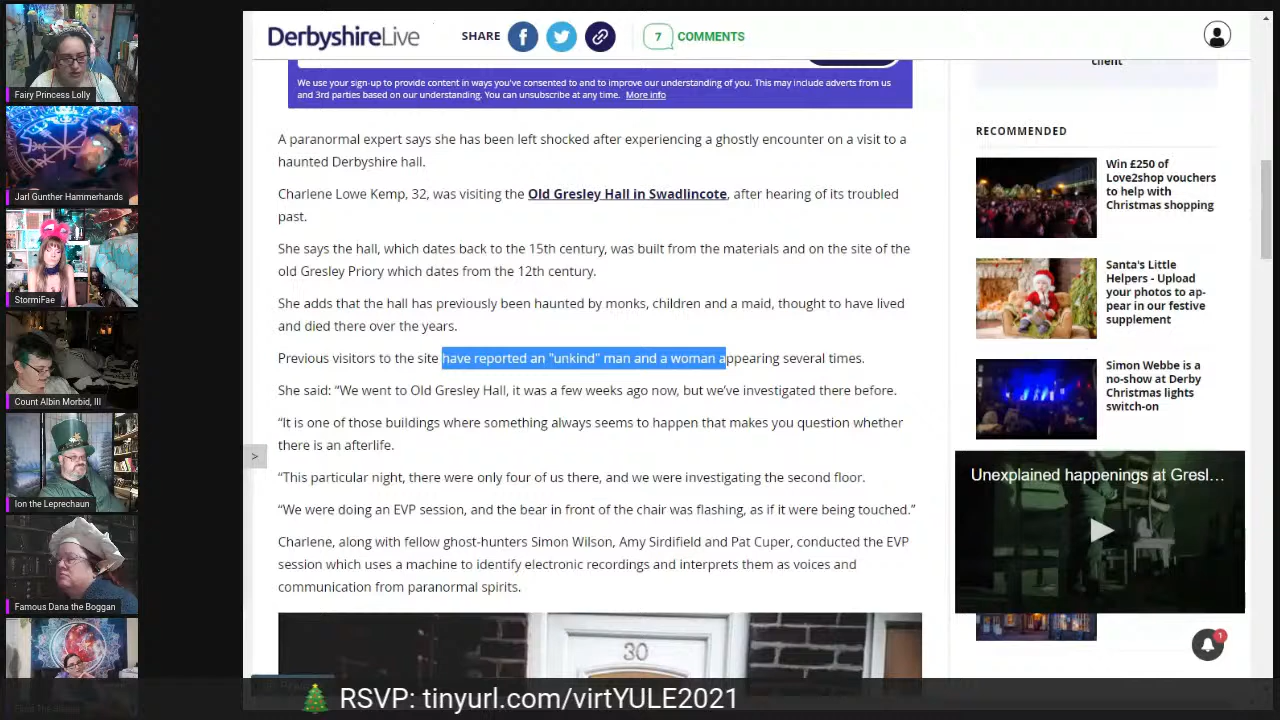 Fairy Princess Lolly
Jarl Gunther Hammerhands
StormiFae
Count Albin Morbid, III
Ion the Leprechaun
Famous Dana the Boggan
DerbyshireLive
SHARE
7 COMMENTS
We use your sign-up to provide content in ways you've consented to and to improve our understanding of you. This may include adverts from us
and 3rd parties based on our understanding. You can unsubscribe at any time. More info
A paranormal expert says she has been left shocked after experiencing a ghostly encounter on a visit to a
haunted Derbyshire hall.
Charlene Lowe Kemp, 32, was visiting the Old Gresley Hall in Swadlincote, after hearing of its troubled
past.
She says the hall, which dates back to the 15th century, was built from the materials and on the site of the
old Gresley Priory which dates from the 12th century.
She adds that the hall has previously been haunted by monks, children and a maid, thought to have lived
and died there over the years.
Previous visitors to the site have reported an "unkind" man and a woman appearing several times.
She said: “We went to Old Gresley Hall, it was a few weeks ago now, but we’ve investigated there before.
“It is one of those buildings where something always seems to happen that makes you question whether
there is an afterlife.
>
“This particular night, there were only four of us there, and we were investigating the second floor.
“We were doing an EVP session, and the bear in front of the chair was flashing, as if it were being touched.”
Charlene, along with fellow ghost-hunters Simon Wilson, Amy Sirdifield and Pat Cuper, conducted the EVP
session which uses a machine to identify electronic recordings and interprets them as voices and
communication from paranormal spirits.
30
client
RECOMMENDED
Win £250 of
Love2shop vouchers
to help with
Christmas shopping
Santa's Little
Helpers - Upload
your photos to ap-
pear in our festive
supplement
Simon Webbe is a
no-show at Derby
Christmas lights
switch-on
Unexplained happenings at Gresl...
1
RSVP: tinyurl.com/virtYULE2021